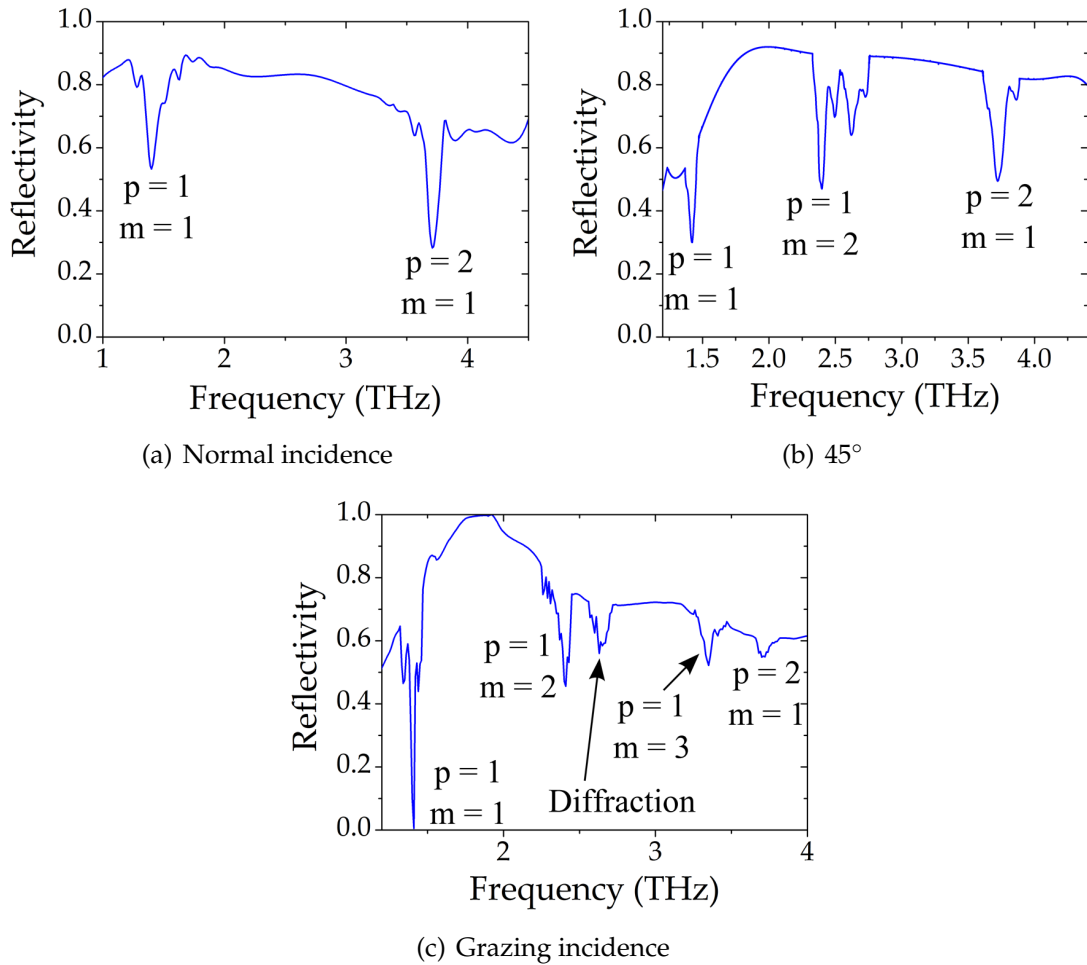 1.0
0.8
0.6
0.4
0.2
0.0
Reflectivity
p = 1
m = 1
p = 2
m = 1
1 2 3 4
Frequency (THz)
(a) Normal incidence
1.0
0.8
0.6
0.4
0.2
0.0
Reflectivity
p = 1
m = 1
p = 1
m = 2
p = 2
m = 1
1.5 2.0 2.5 3.0 3.5 4.0
Frequency (THz)
(b) 45°
1.0
0.8
0.6
0.4
0.2
0.0
Reflectivity
p = 1
m = 1
p = 1
m = 2
Diffraction
p = 1
m = 3
p = 2
m = 1
2 3 4
Frequency (THz)
(c) Grazing incidence